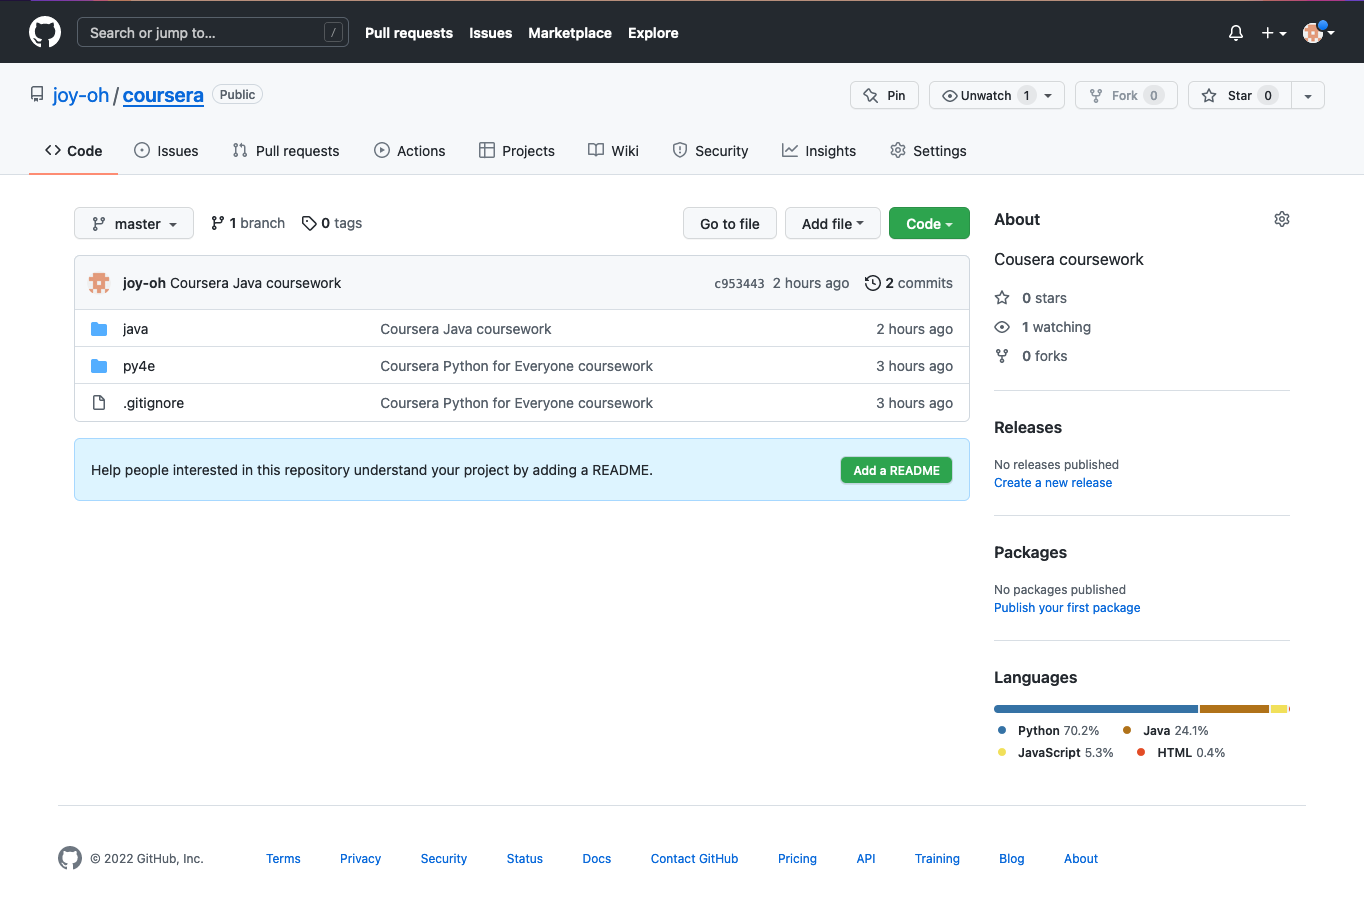 Search or jump to... /
Pull requests Issues Marketplace Explore
joy-oh / coursera Public
Pin Unwatch 1 Fork 0 Star 0
Code Issues Pull requests Actions Projects Wiki Security Insights Settings
master 1 branch 0 tags
Go to file Add file Code
joy-oh Coursera Java coursework c953443 2 hours ago 2 commits
java Coursera Java coursework 2 hours ago
py4e Coursera Python for Everyone coursework 3 hours ago
.gitignore Coursera Python for Everyone coursework 3 hours ago
Help people interested in this repository understand your project by adding a README. Add a README
About
Cousera coursework
0 stars
1 watching
0 forks
Releases
No releases published
Create a new release
Packages
No packages published
Publish your first package
Languages
Python 70.2% Java 24.1%
JavaScript 5.3% HTML 0.4%
© 2022 GitHub, Inc. Terms Privacy Security Status Docs Contact GitHub Pricing API Training Blog About